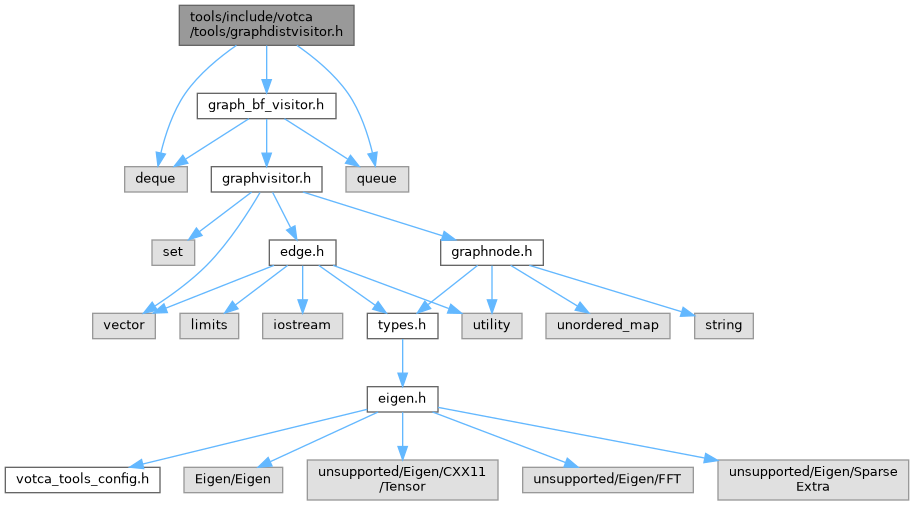 tools/include/votca
/tools/graphdistvisitor.h
graph_bf_visitor.h
deque
graphvisitor.h
queue
set
edge.h
graphnode.h
vector
limits
iostream
types.h
utility
unordered_map
string
eigen.h
votca_tools_config.h
Eigen/Eigen
unsupported/Eigen/CXX11
/Tensor
unsupported/Eigen/FFT
unsupported/Eigen/Sparse
Extra